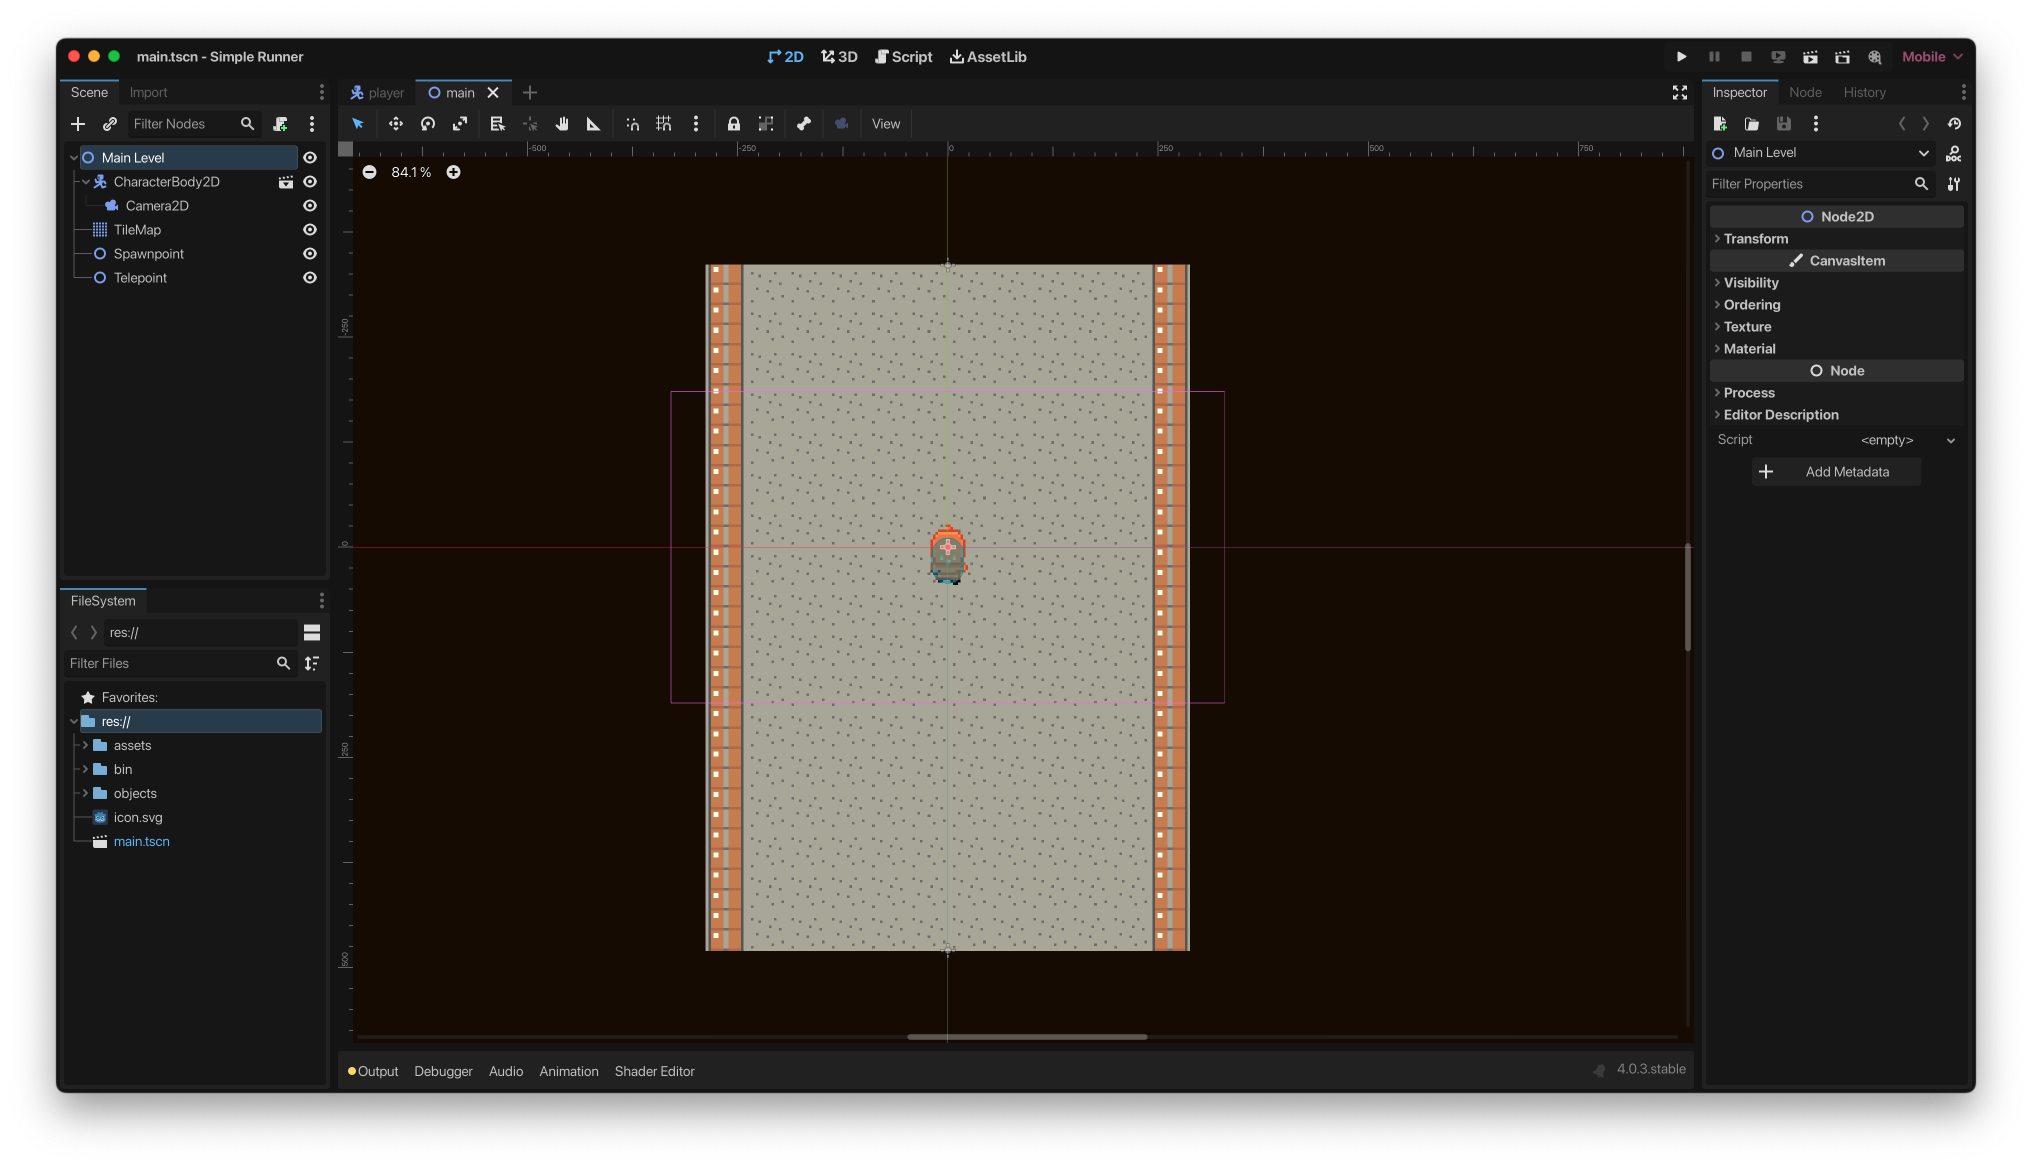 main.tscn - Simple Runner
2D
3D
Script
AssetLib
Mobile
Scene
Import
Filter Nodes
Main Level
CharacterBody2D
Camera2D
TileMap
Spawnpoint
Telepoint
FileSystem
res://
Filter Files
Favorites:
res://
assets
bin
objects
icon.svg
main.tscn
player
main
View
-500
-250
0
250
500
750
84.1 %
-250
0
250
500
Output
Debugger
Audio
Animation
Shader Editor
4.0.3.stable
Inspector
Node
History
Main Level
DOC
Filter Properties
Node2D
Transform
CanvasItem
Visibility
Ordering
Texture
Material
Node
Process
Editor Description
Script
<empty>
Add Metadata